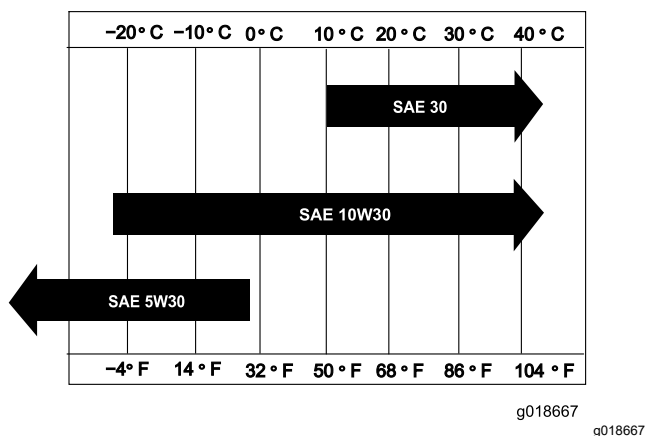 −20° C −10° C 0° C 10° C 20° C 30° C 40° C
SAE 30
SAE 10W30
SAE 5W30
−4° F 14° F 32° F 50° F 68° F 86° F 104 °F
g018667
g018667